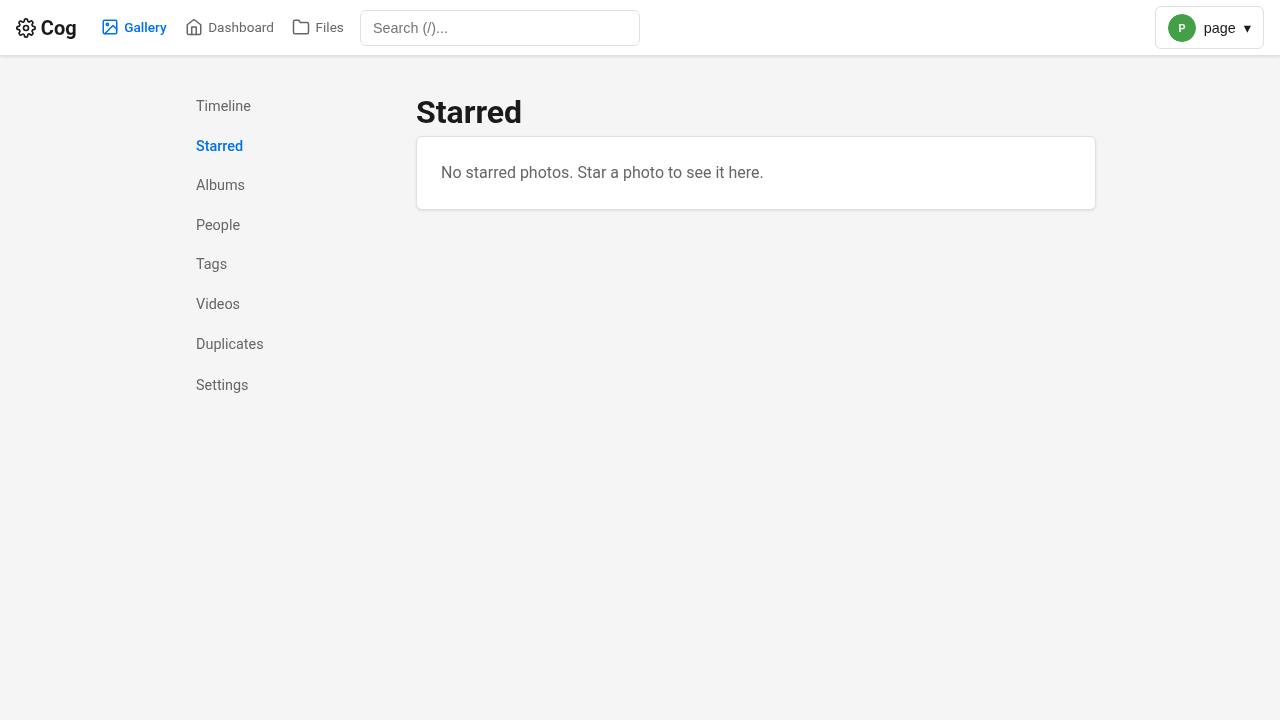 Cog
Gallery
Dashboard
Files
Search (/)...
P
page ▾
Timeline
Starred
Albums
People
Tags
Videos
Duplicates
Settings
Starred
No starred photos. Star a photo to see it here.